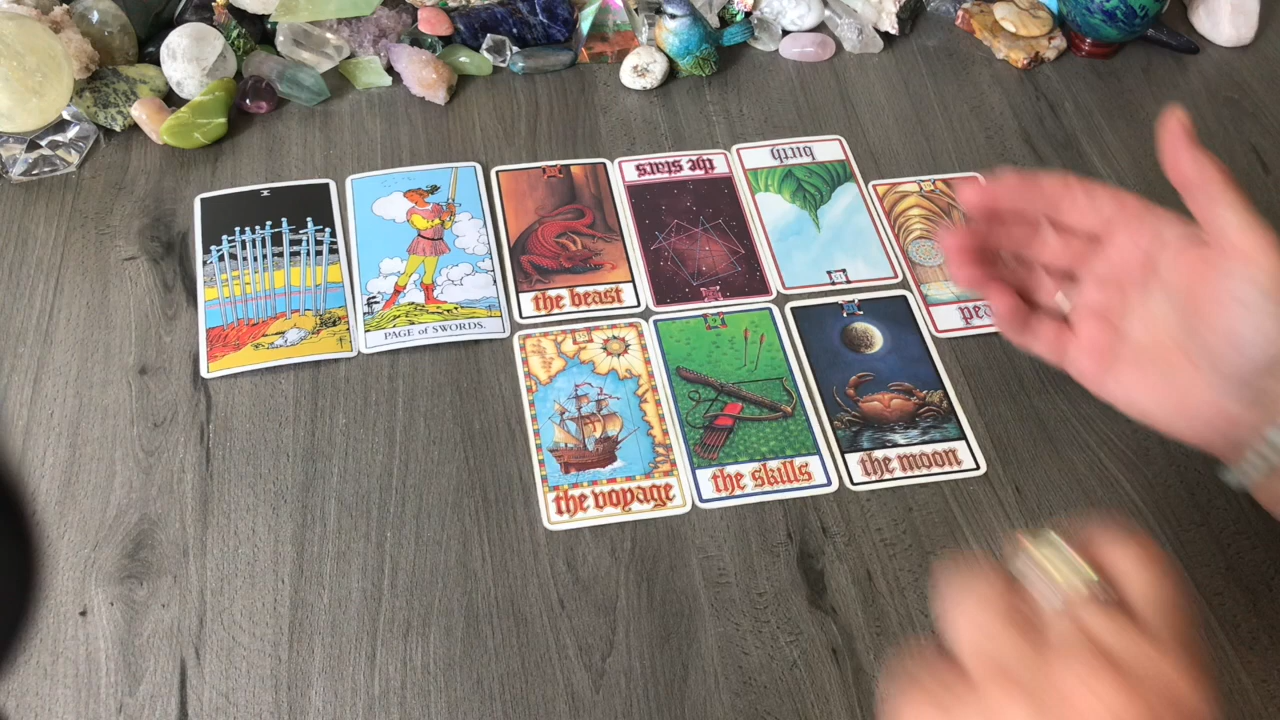 X
PAGE of SWORDS.
the beast
the stars
birth
the voyage
the skills
the moon